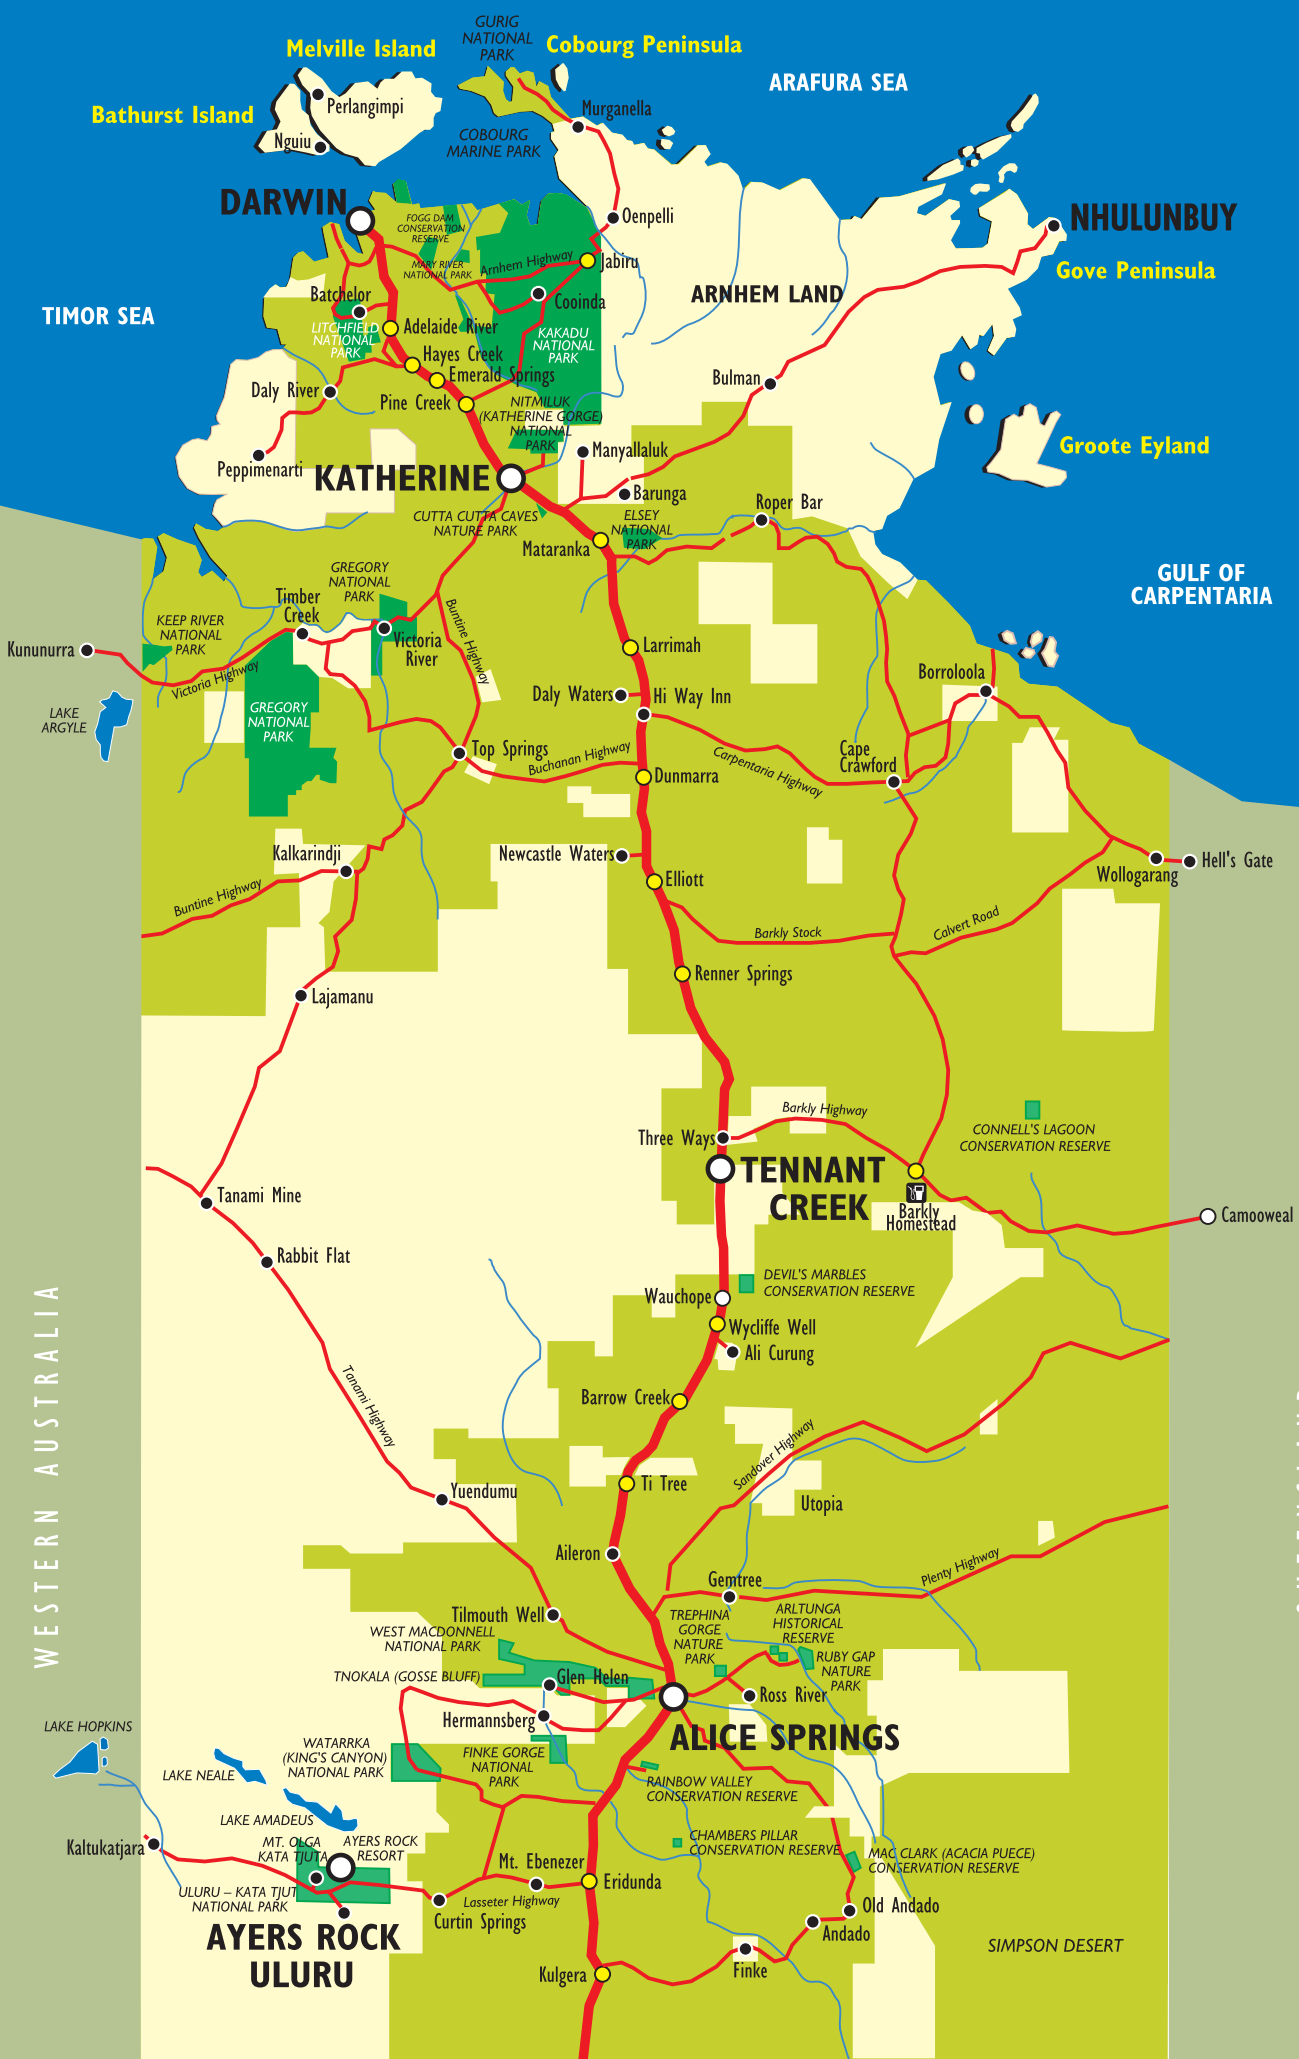 GURIG
NATIONAL
PARK
Melville Island
Cobourg Peninsula
ARAFURA SEA
Perlangimpi
Bathurst Island
Murganella
Nguiu
COBOURG
MARINE PARK
DARWIN
FOGG DAM
CONSERVATION
RESERVE
Oenpelli
NHULUNBUY
MARY RIVER
NATIONAL PARK
Arnhem Highway
Jabiru
Gove Peninsula
Batchelor
Cooinda
ARNHEM LAND
TIMOR SEA
LITCHFIELD
NATIONAL
PARK
Adelaide River
KAKADU
NATIONAL
PARK
Hayes Creek
Emerald Springs
Bulman
Daly River
Pine Creek
NITMILUK
(KATHERINE GORGE)
NATIONAL
PARK
Groote Eyland
Manyallaluk
Peppimenarti
KATHERINE
Barunga
Roper Bar
CUTTA CUTTA CAVES
NATURE PARK
ELSEY
NATIONAL
PARK
Mataranka
GREGORY
NATIONAL
PARK
GULF OF
CARPENTARIA
Timber
Creek
KEEP RIVER
NATIONAL
PARK
Buntine Highway
Victoria
River
Larrimah
Kununurra
Victoria Highway
Borroloola
Daly Waters
Hi Way Inn
LAKE
ARGYLE
GREGORY
NATIONAL
PARK
Top Springs
Buchanan Highway
Carpentaria Highway
Cape
Crawford
Dunmarra
Kalkarindji
Newcastle Waters
Wollogarang
Hell's Gate
Elliott
Buntine Highway
Barkly Stock
Calvert Road
Renner Springs
Lajamanu
Barkly Highway
CONNELL'S LAGOON
CONSERVATION RESERVE
Three Ways
TENNANT
CREEK
Tanami Mine
Barkly
Homestead
Camooweal
Rabbit Flat
DEVIL'S MARBLES
CONSERVATION RESERVE
Wauchope
Wycliffe Well
Ali Curung
WESTERN AUSTRALIA
Tanami Highway
Barrow Creek
Sandover Highway
Yuendumu
Ti Tree
Utopia
Aileron
Plenty Highway
Gemtree
Tilmouth Well
TREPHINA
GORGE
NATURE
PARK
ARLTUNGA
HISTORICAL
RESERVE
WEST MACDONNELL
NATIONAL PARK
RUBY GAP
NATURE
PARK
TNOKALA (GOSSE BLUFF)
Glen Helen
Ross River
LAKE HOPKINS
Hermannsberg
ALICE SPRINGS
WATARRKA
(KING'S CANYON)
NATIONAL PARK
FINKE GORGE
NATIONAL
PARK
LAKE NEALE
RAINBOW VALLEY
CONSERVATION RESERVE
LAKE AMADEUS
CHAMBERS PILLAR
CONSERVATION RESERVE
Kaltukatjara
MT. OLGA
KATA TJUTA
AYERS ROCK
RESORT
MAC CLARK (ACACIA PUECE)
CONSERVATION RESERVE
Mt. Ebenezer
Eridunda
ULURU – KATA TJUT
NATIONAL PARK
Lasseter Highway
Curtin Springs
Old Andado
Andado
AYERS ROCK
ULURU
SIMPSON DESERT
Finke
Kulgera